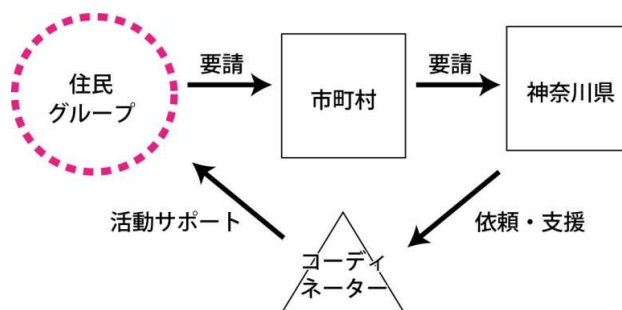 住民
グループ
要請
市町村
要請
神奈川県
活動サポート
コーディ
ネーター
依頼・支援